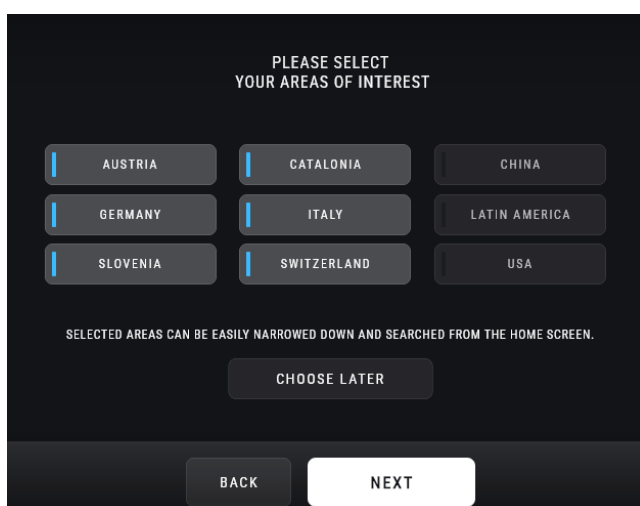 PLEASE SELECT
YOUR AREAS OF INTEREST
AUSTRIA
CATALONIA
CHINA
GERMANY
ITALY
LATIN AMERICA
SLOVENIA
SWITZERLAND
USA
SELECTED AREAS CAN BE EASILY NARROWED DOWN AND SEARCHED FROM THE HOME SCREEN.
CHOOSE LATER
BACK
NEXT